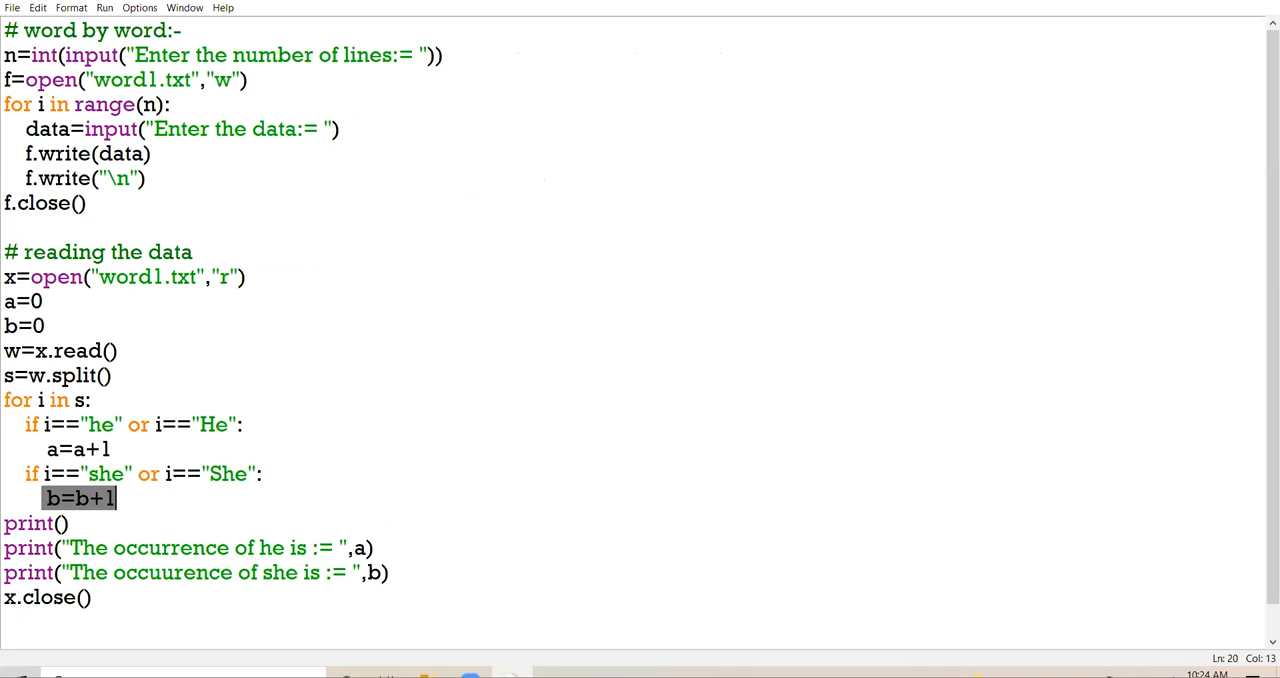 File Edit Format Run Options Window Help
# word by word:-
n=int(input("Enter the number of lines:= "))
f=open("word1.txt","w")
for i in range(n):
    data=input("Enter the data:= ")
    f.write(data)
    f.write("\n")
f.close()
# reading the data
x=open("word1.txt","r")
a=0
b=0
w=x.read()
s=w.split()
for i in s:
    if i=="he" or i=="He":
        a=a+1
    if i=="she" or i=="She":
        b=b+1
print()
print("The occurrence of he is := ",a)
print("The occuurence of she is := ",b)
x.close()
Ln: 20 Col: 13
10:24 AM